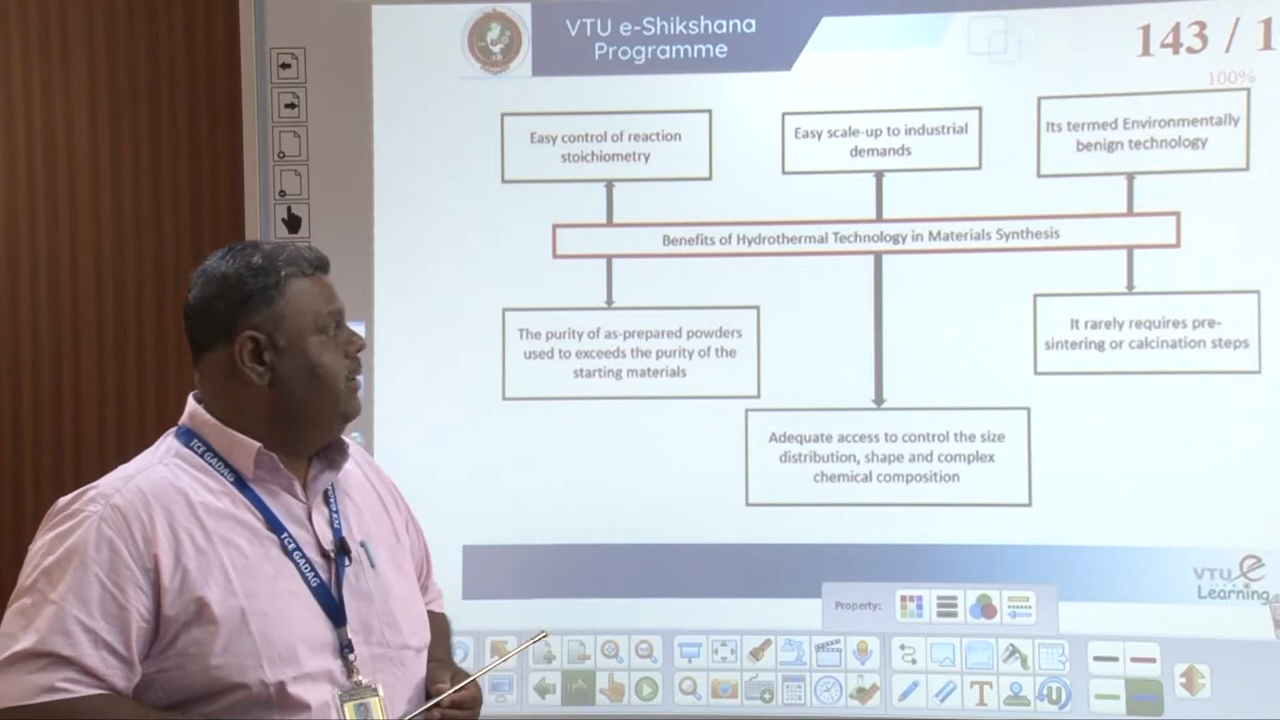 VTU e-Shikshana
Programme
143 / 1
100%
Easy control of reaction
stoichiometry
Easy scale-up to industrial
demands
Its termed Environmentally
benign technology
Benefits of Hydrothermal Technology in Materials Synthesis
The purity of as-prepared powders
used to exceeds the purity of the
starting materials
It rarely requires pre-
sintering or calcination steps
Adequate access to control the size
distribution, shape and complex
chemical composition
TCE GADAG
TCE GADAG
TCE GADAG
VTU e
Learning
Property: